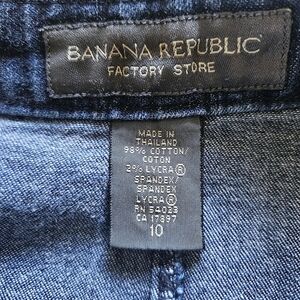 BANANA REPUBLIC
FACTORY STORE
MADE IN
THAILAND
98% COTTON/
COTON
2% LYCRA®
SPANDEX/
SPANDEX
LYCRA®
RN 54023
CA 17897
10